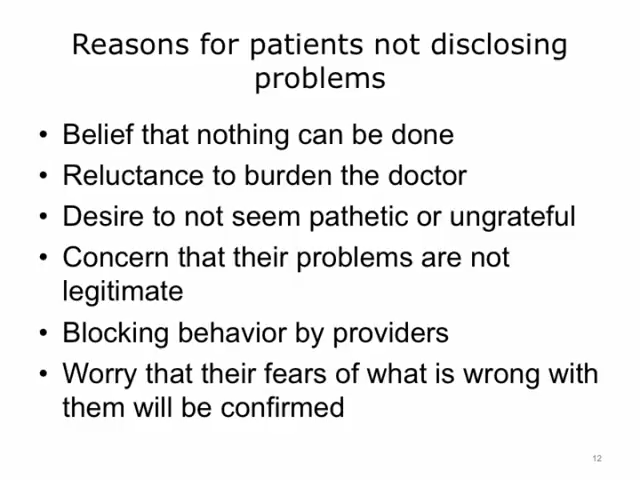 Reasons for patients not disclosing
problems
• Belief that nothing can be done
• Reluctance to burden the doctor
• Desire to not seem pathetic or ungrateful
• Concern that their problems are not
legitimate
• Blocking behavior by providers
• Worry that their fears of what is wrong with
them will be confirmed
12